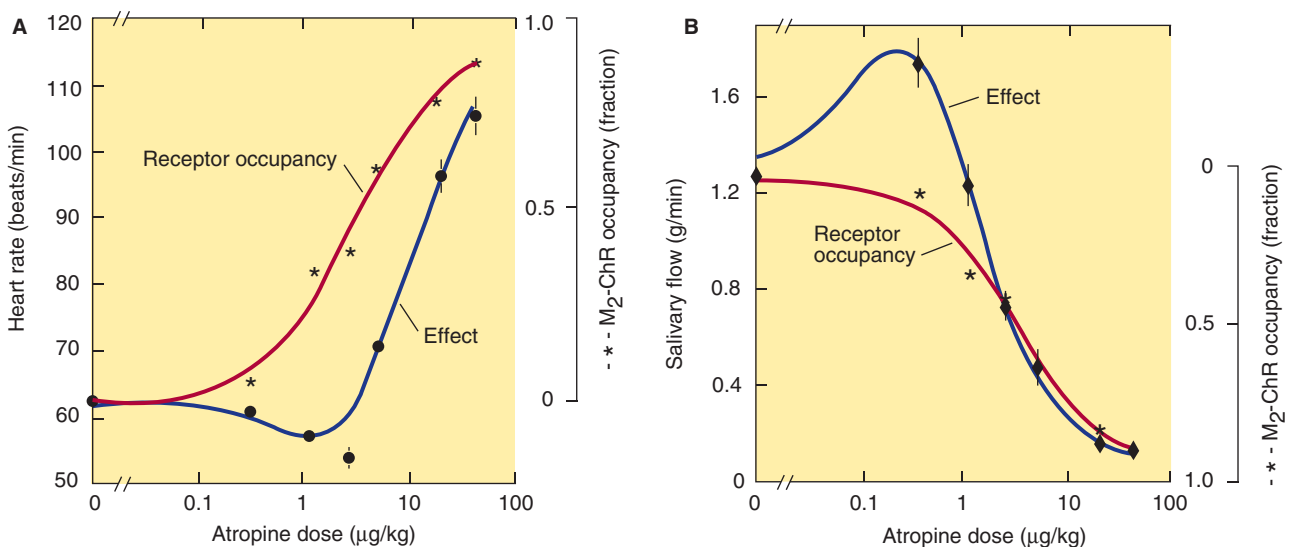 A
120
110
100
90
80
70
60
50
Heart rate (beats/min)
0
0.1
1
10
100
Atropine dose (μg/kg)
Receptor occupancy
Effect
1.0
0.5
0
- * - M₂-ChR occupancy (fraction)
B
1.6
1.2
0.8
0.4
0
Salivary flow (g/min)
0
0.1
1
10
100
Atropine dose (μg/kg)
Effect
Receptor
occupancy
0
0.5
1.0
- * - M₂-ChR occupancy (fraction)